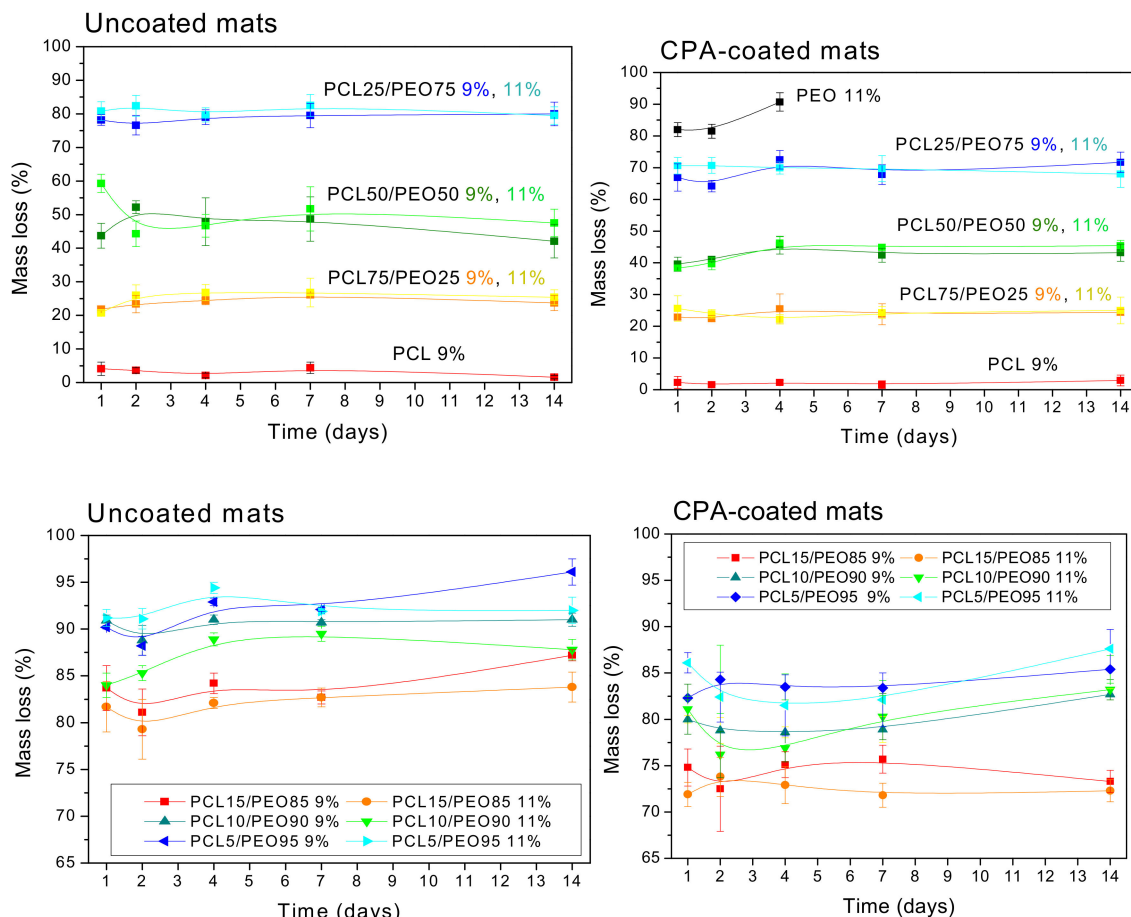 Uncoated mats
100
90
80
70
60
50
40
30
20
10
0
Mass loss (%)
PCL25/PEO75 9%, 11%
PCL50/PEO50 9%, 11%
PCL75/PEO25 9%, 11%
PCL 9%
1 2 3 4 5 6 7 8 9 10 11 12 13 14
Time (days)
CPA-coated mats
100
90
80
70
60
50
40
30
20
10
0
Mass loss (%)
PEO 11%
PCL25/PEO75 9%, 11%
PCL50/PEO50 9%, 11%
PCL75/PEO25 9%, 11%
PCL 9%
1 2 3 4 5 6 7 8 9 10 11 12 13 14
Time (days)
Uncoated mats
100
95
90
85
80
75
70
65
Mass loss (%)
PCL15/PEO85 9% PCL15/PEO85 11%
PCL10/PEO90 9% PCL10/PEO90 11%
PCL5/PEO95 9% PCL5/PEO95 11%
1 2 3 4 5 6 7 8 9 10 11 12 13 14
Time (days)
CPA-coated mats
100
95
90
85
80
75
70
65
Mass loss (%)
PCL15/PEO85 9% PCL15/PEO85 11%
PCL10/PEO90 9% PCL10/PEO90 11%
PCL5/PEO95 9% PCL5/PEO95 11%
1 2 3 4 5 6 7 8 9 10 11 12 13 14
Time (days)